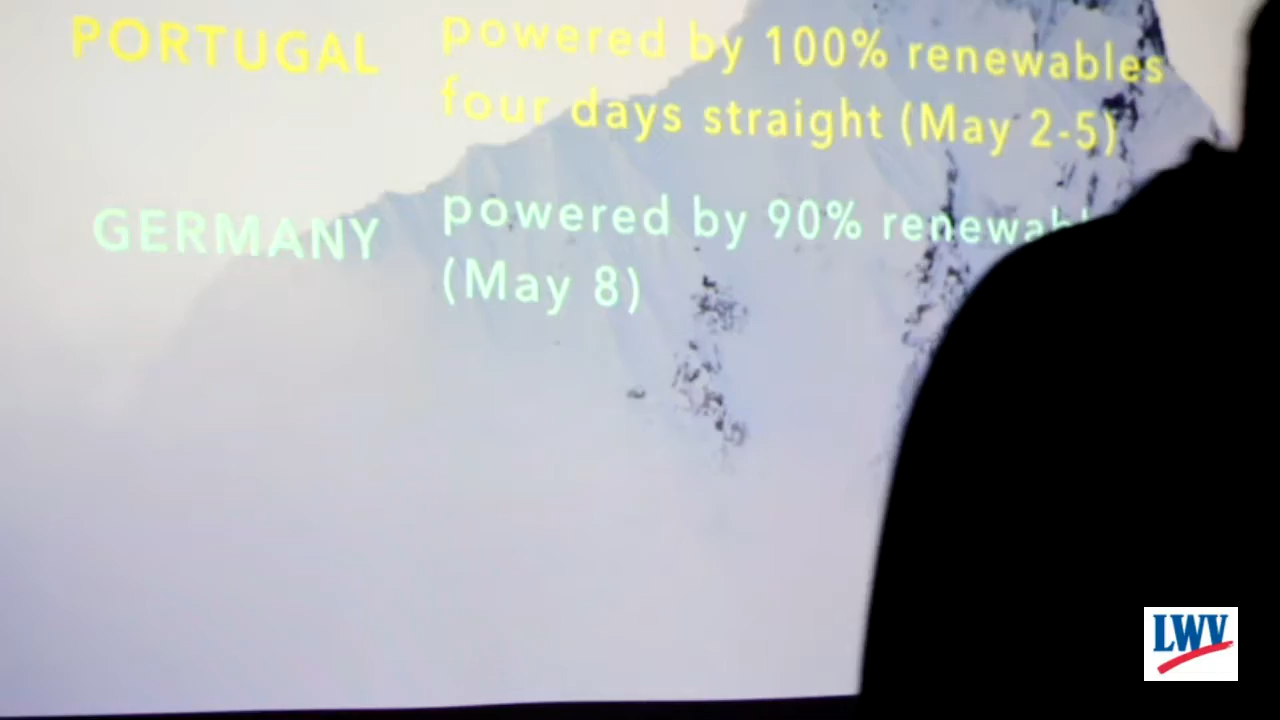 PORTUGAL powered by 100% renewables
four days straight (May 2-5)
GERMANY powered by 90%
(May 8)
LWV